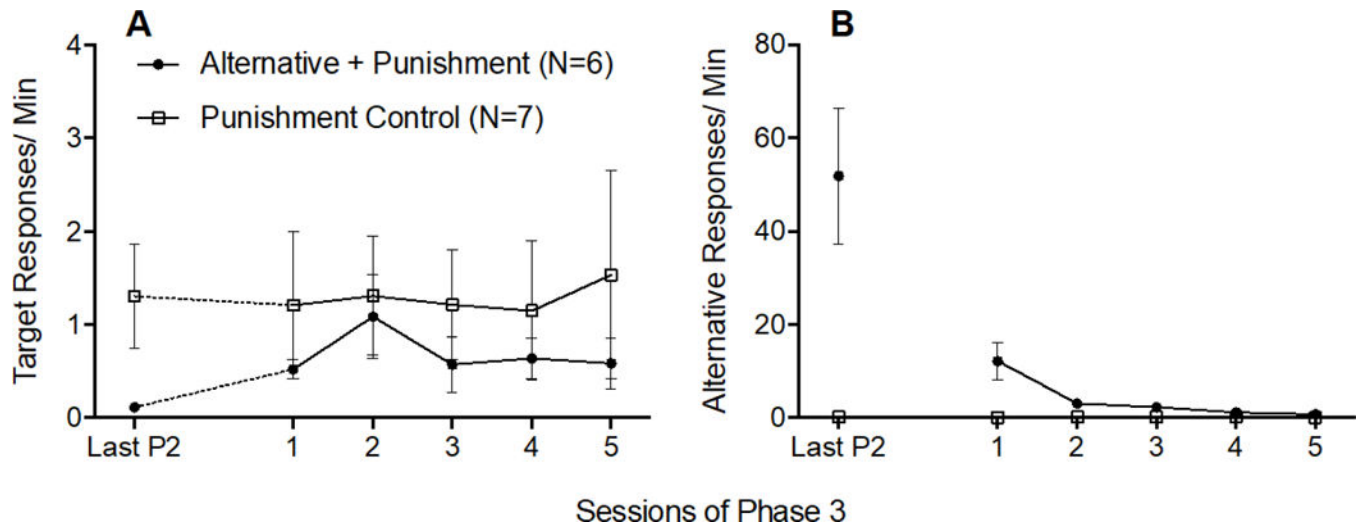 A
Target Responses/ Min
4
3
2
1
0
Alternative + Punishment (N=6)
Punishment Control (N=7)
Last P2 1 2 3 4 5
B
Alternative Responses/ Min
80
60
40
20
0
Last P2 1 2 3 4 5
Sessions of Phase 3